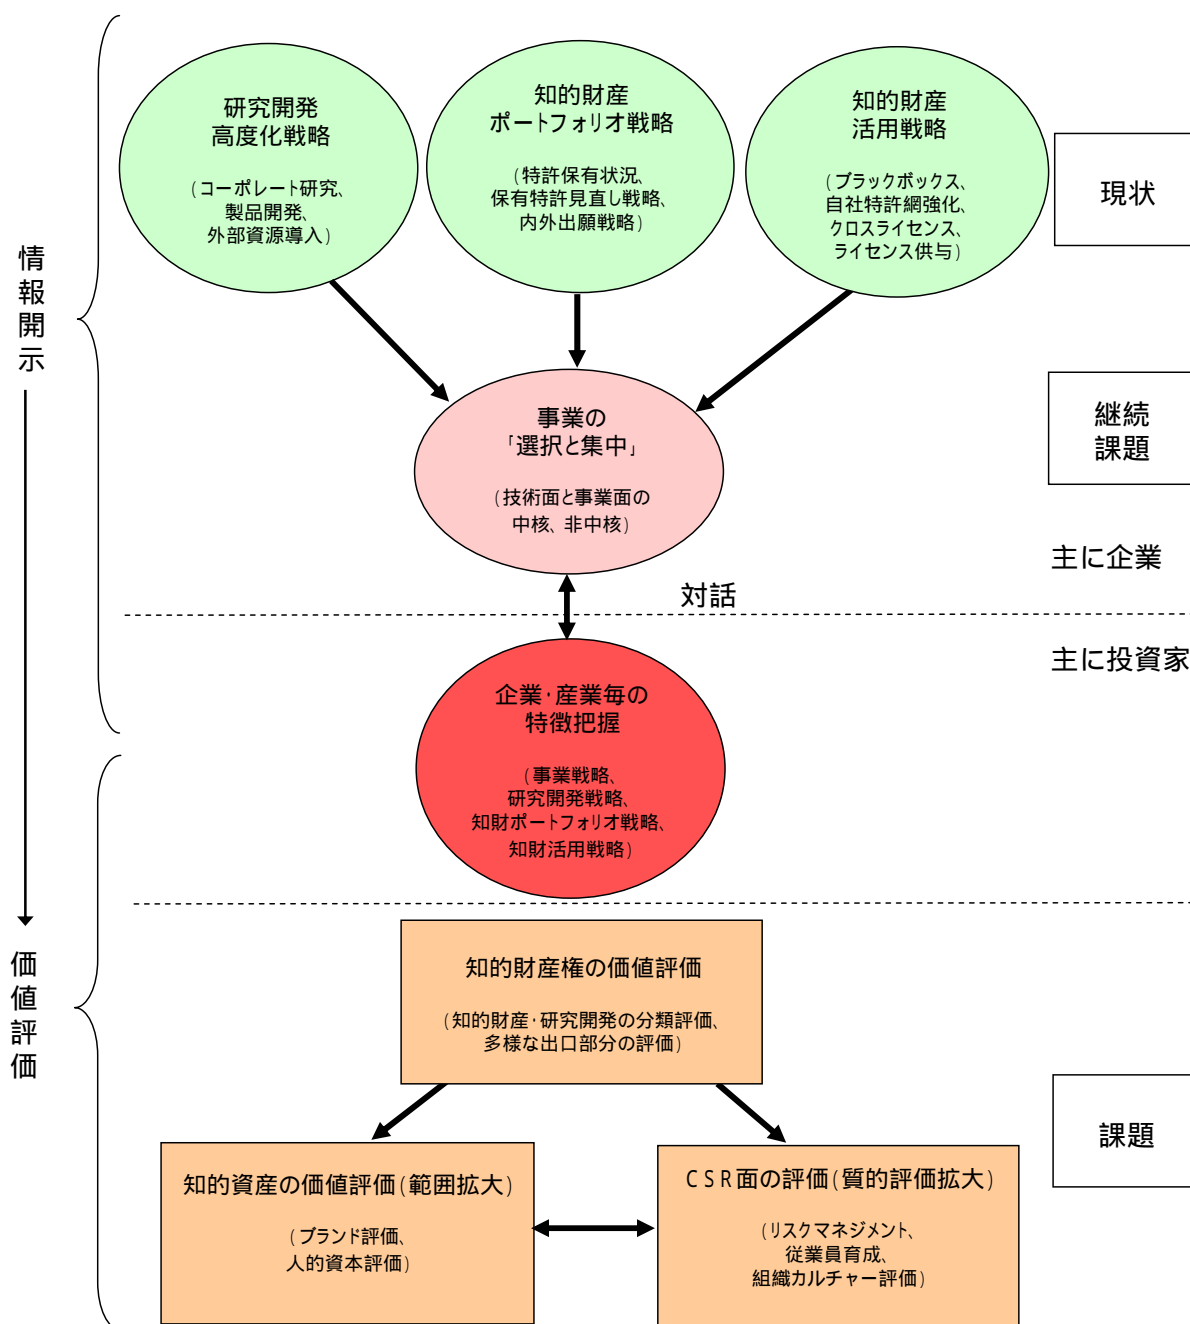 研究開発
高度化戦略
(コーポレート研究、
製品開発、
外部資源導入)
知的財産
ポートフォリオ戦略
(特許保有状況、
保有特許見直し戦略、
内外出願戦略)
知的財産
活用戦略
(ブラックボックス、
自社特許網強化、
クロスライセンス、
ライセンス供与)
現状
情報開示
事業の
「選択と集中」
(技術面と事業面の
中核、非中核)
継続
課題
主に企業
対話
主に投資家
企業・産業毎の
特徴把握
(事業戦略、
研究開発戦略、
知財ポートフォリオ戦略、
知財活用戦略)
価値評価
知的財産権の価値評価
(知的財産・研究開発の分類評価、
多様な出口部分の評価)
課題
知的資産の価値評価(範囲拡大)
(ブランド評価、
人的資本評価)
CSR面の評価(質的評価拡大)
(リスクマネジメント、
従業員育成、
組織カルチャー評価)